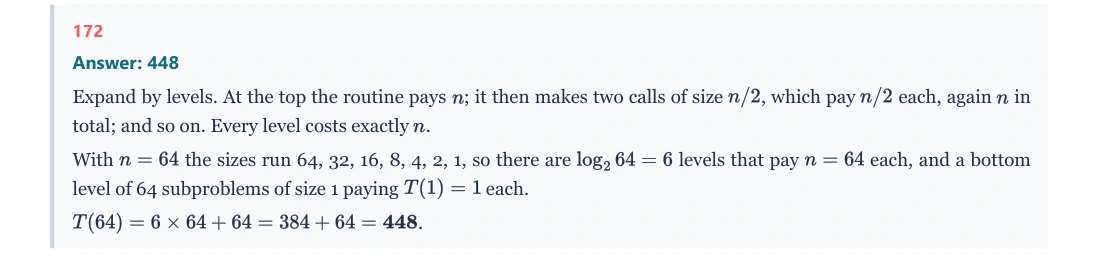 172
Answer: 448
Expand by levels. At the top the routine pays n; it then makes two calls of size n/2, which pay n/2 each, again n in
total; and so on. Every level costs exactly n.
With n = 64 the sizes run 64, 32, 16, 8, 4, 2, 1, so there are log₂ 64 = 6 levels that pay n = 64 each, and a bottom
level of 64 subproblems of size 1 paying T(1) = 1 each.
T(64) = 6 × 64 + 64 = 384 + 64 = 448.